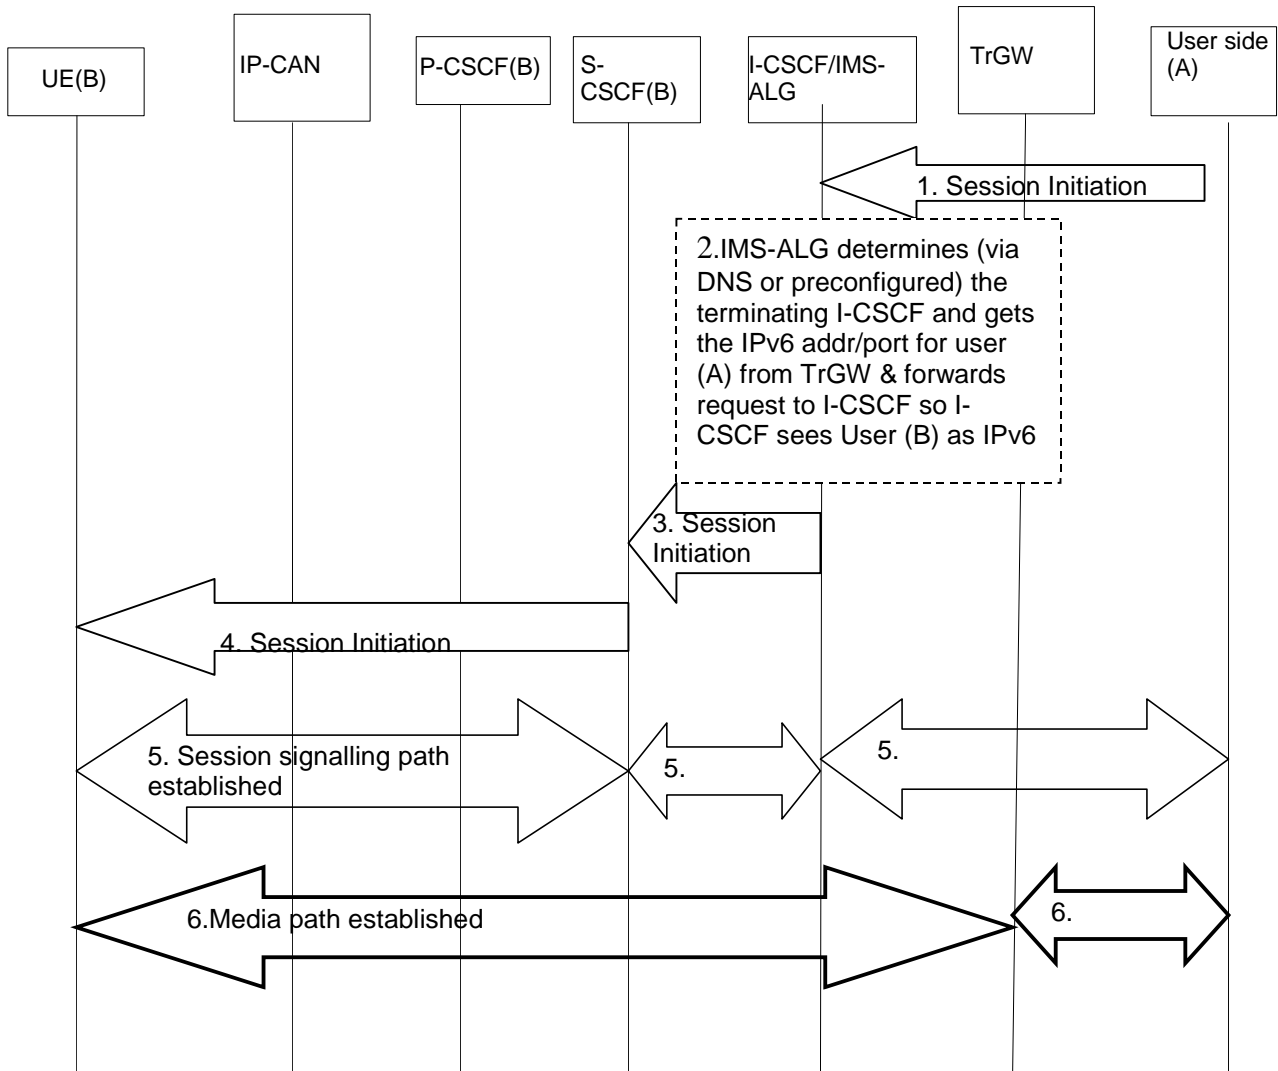 UE(B)
IP-CAN
P-CSCF(B)
S-
CSCF(B)
I-CSCF/IMS-
ALG
TrGW
User side
(A)
1. Session Initiation
2.IMS-ALG determines (via
DNS or preconfigured) the
terminating I-CSCF and gets
the IPv6 addr/port for user
(A) from TrGW & forwards
request to I-CSCF so I-
CSCF sees User (B) as IPv6
3. Session
Initiation
4. Session Initiation
5. Session signalling path
established
5.
5.
6.Media path established
6.